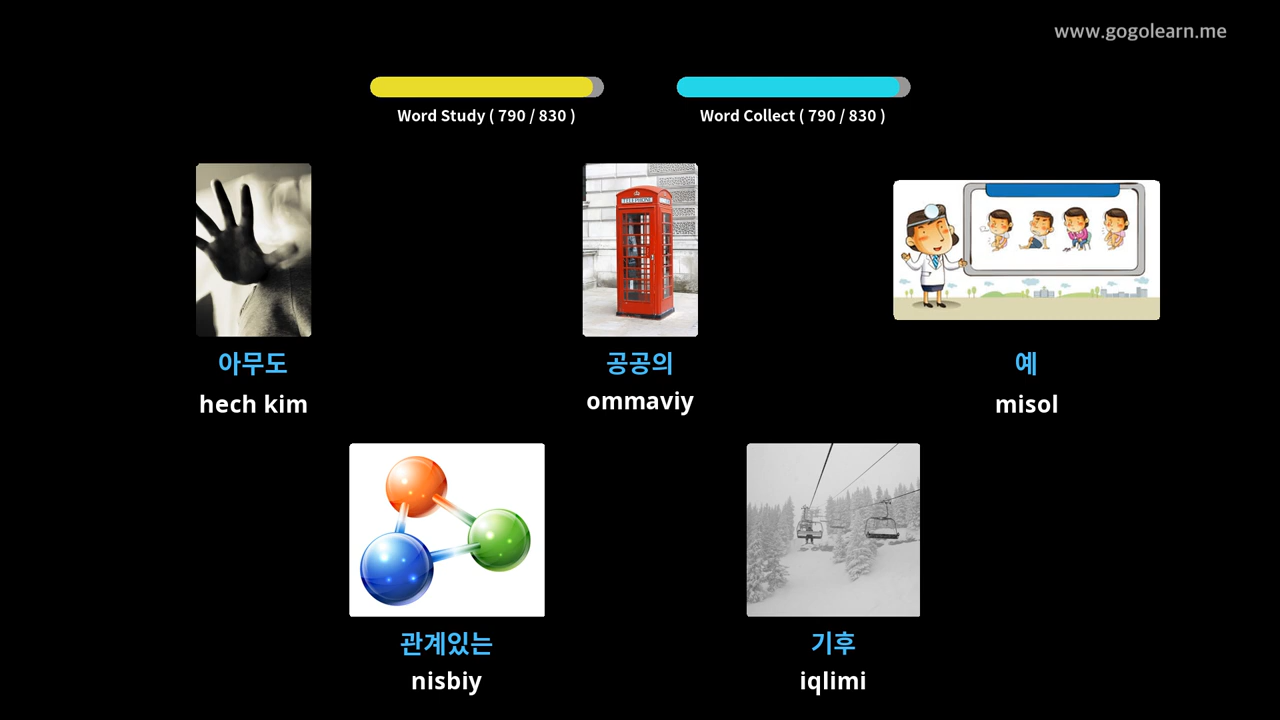 www.gogolearn.me
Word Study ( 790 / 830 )
Word Collect ( 790 / 830 )
TELEPHONE
아무도
hech kim
공공의
ommaviy
예
misol
관계있는
nisbiy
기후
iqlimi